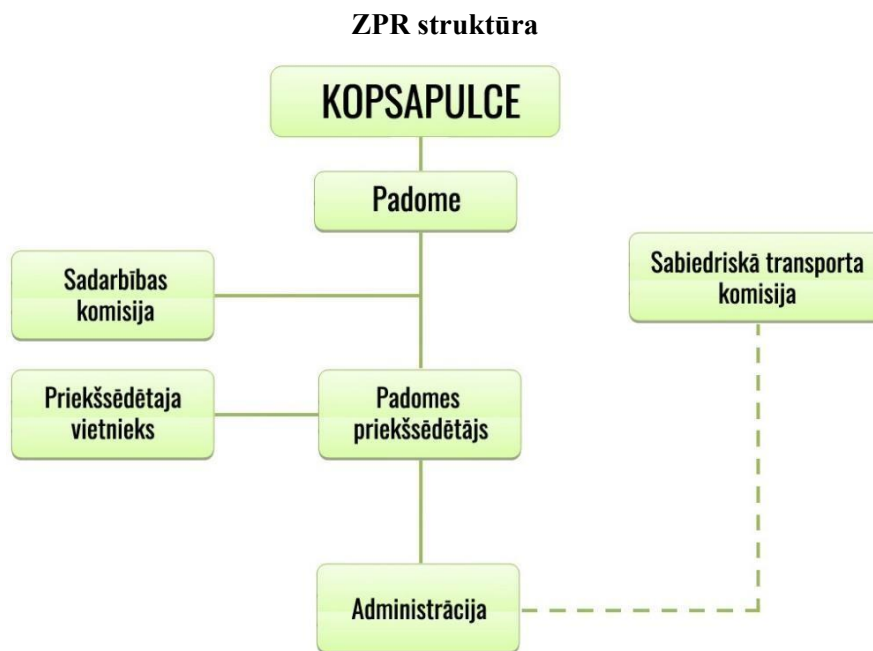 ZPR struktūra
KOPSAPULCE
Padome
Sadarbības
komisija
Sabiedriskā transporta
komisija
Priekšsēdētaja
vietnieks
Padomes
priekšsēdētājs
Administrācija